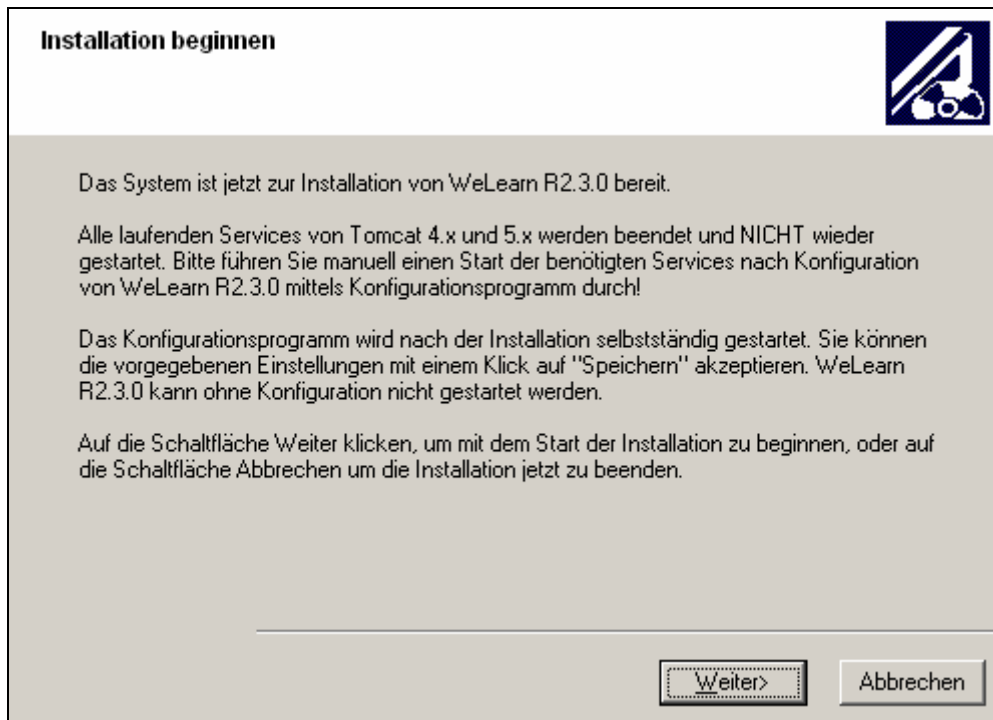 Installation beginnen
Das System ist jetzt zur Installation von WeLearn R2.3.0 bereit.
Alle laufenden Services von Tomcat 4.x und 5.x werden beendet und NICHT wieder
gestartet. Bitte führen Sie manuell einen Start der benötigten Services nach Konfiguration
von WeLearn R2.3.0 mittels Konfigurationsprogramm durch!
Das Konfigurationsprogramm wird nach der Installation selbstständig gestartet. Sie können
die vorgegebenen Einstellungen mit einem Klick auf "Speichern" akzeptieren. WeLearn
R2.3.0 kann ohne Konfiguration nicht gestartet werden.
Auf die Schaltfläche Weiter klicken, um mit dem Start der Installation zu beginnen, oder auf
die Schaltfläche Abbrechen um die Installation jetzt zu beenden.
Weiter>
Abbrechen